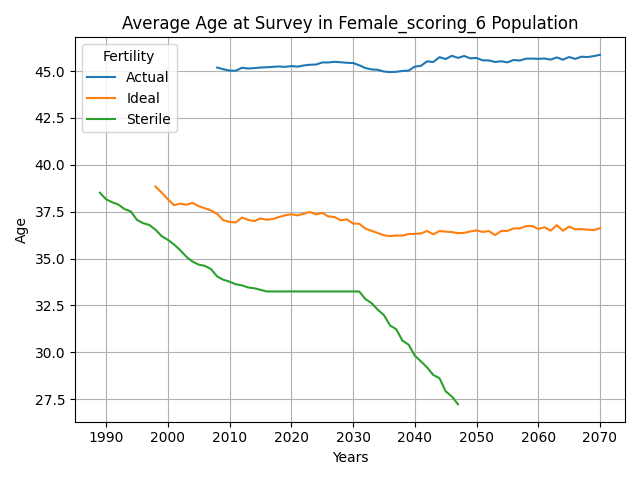 Average Age at Survey in Female_scoring_6 Population
Fertility
Actual
Ideal
Sterile
Age
45.0
42.5
40.0
37.5
35.0
32.5
30.0
27.5
1990 2000 2010 2020 2030 2040 2050 2060 2070
Years